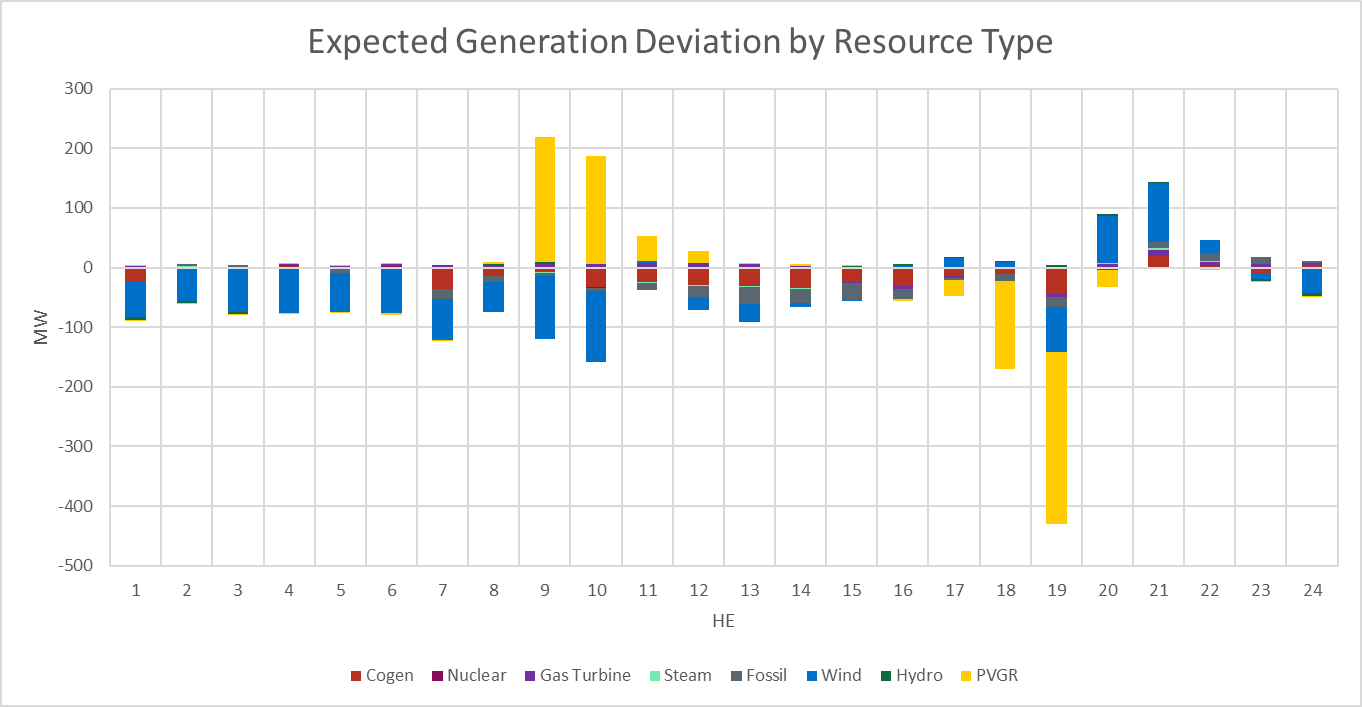 Expected Generation Deviation by Resource Type
300
200
100
0
-100
-200
-300
-400
-500
MW
1 2 3 4 5 6 7 8 9 10 11 12 13 14 15 16 17 18 19 20 21 22 23 24
HE
Cogen Nuclear Gas Turbine Steam Fossil Wind Hydro PVGR